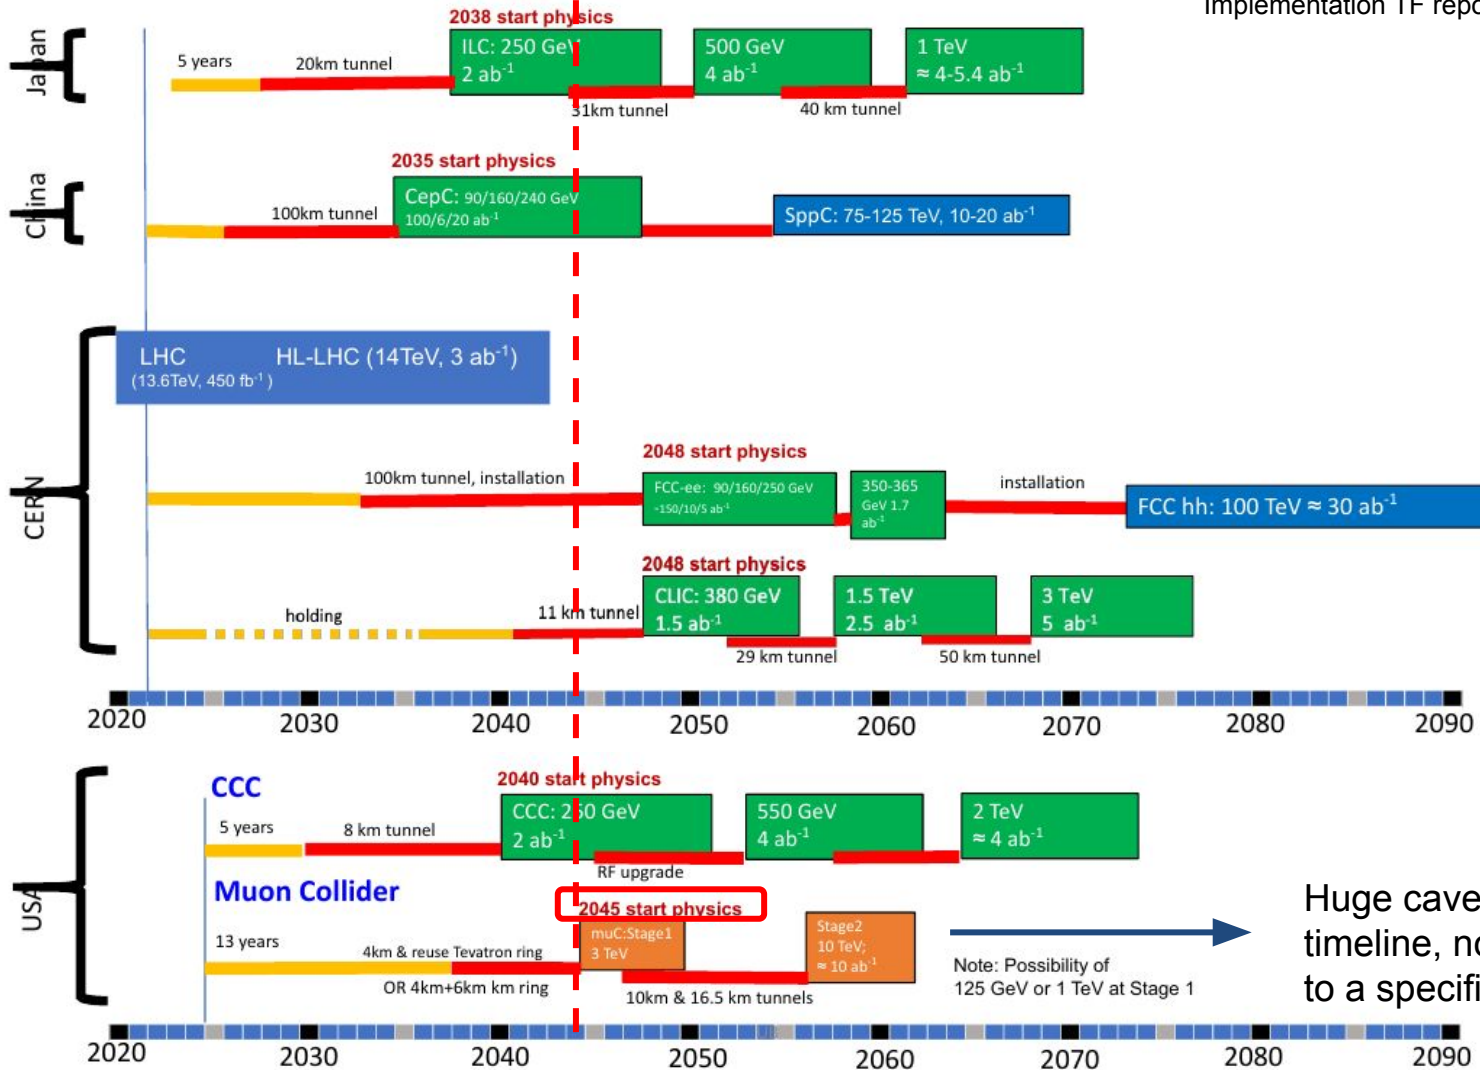 Implementation TF repo
Japan
2038 start physics
5 years
20km tunnel
ILC: 250 GeV
2 ab-1
31km tunnel
500 GeV
4 ab-1
40 km tunnel
1 TeV
≈ 4-5.4 ab-1
China
2035 start physics
100km tunnel
CepC: 90/160/240 GeV
100/6/20 ab-1
SppC: 75-125 TeV, 10-20 ab-1
CERN
LHC HL-LHC (14TeV, 3 ab-1)
(13.6TeV, 450 fb-1)
2048 start physics
100km tunnel, installation
FCC-ee: 90/160/250 GeV
~150/10/5 ab-1
350-365
GeV 1.7
ab-1
installation
FCC hh: 100 TeV ≈ 30 ab-1
2048 start physics
holding
11 km tunnel
CLIC: 380 GeV
1.5 ab-1
29 km tunnel
1.5 TeV
2.5 ab-1
50 km tunnel
3 TeV
5 ab-1
2020 2030 2040 2050 2060 2070 2080 2090
USA
CCC
2040 start physics
5 years
8 km tunnel
CCC: 250 GeV
2 ab-1
RF upgrade
550 GeV
4 ab-1
2 TeV
≈ 4 ab-1
Muon Collider
2045 start physics
13 years
4km & reuse Tevatron ring
OR 4km+6km km ring
muC:Stage1
3 TeV
10km & 16.5 km tunnels
Stage2
10 TeV;
≈ 10 ab-1
Note: Possibility of
125 GeV or 1 TeV at Stage 1
Huge cave
timeline, no
to a specifi
2020 2030 2040 2050 2060 2070 2080 2090